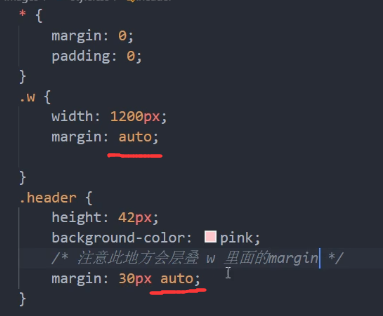 * {
margin: 0;
padding: 0;
}
.w {
width: 1200px;
margin: auto;
}
.header {
height: 42px;
background-color: pink;
/* 注意此地方会层叠 w 里面的margin */
margin: 30px auto;
}